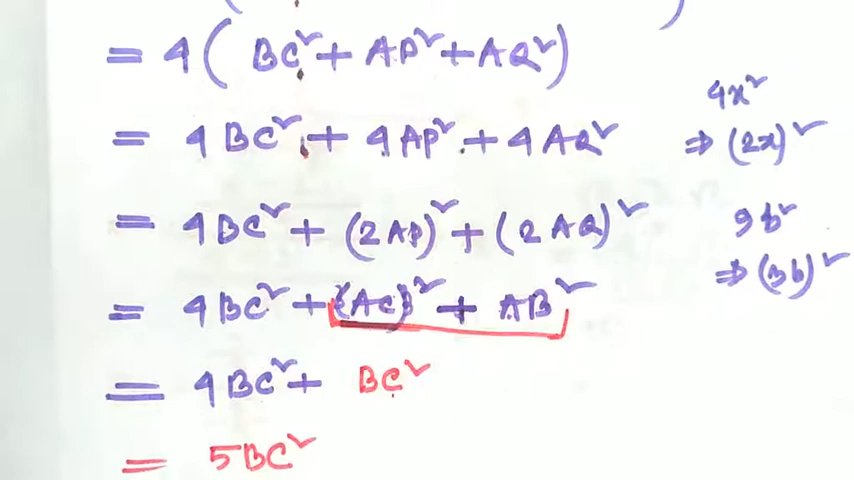 = 4 ( BC² + AP² + AQ² )
= 4BC² + 4AP² + 4AQ²
4x²
⇒ (2x)²
= 4BC² + (2AP)² + (2AQ)²
9b²
⇒ (3b)²
= 4BC² + (AC)² + AB²
= 4BC² + BC²
= 5BC²